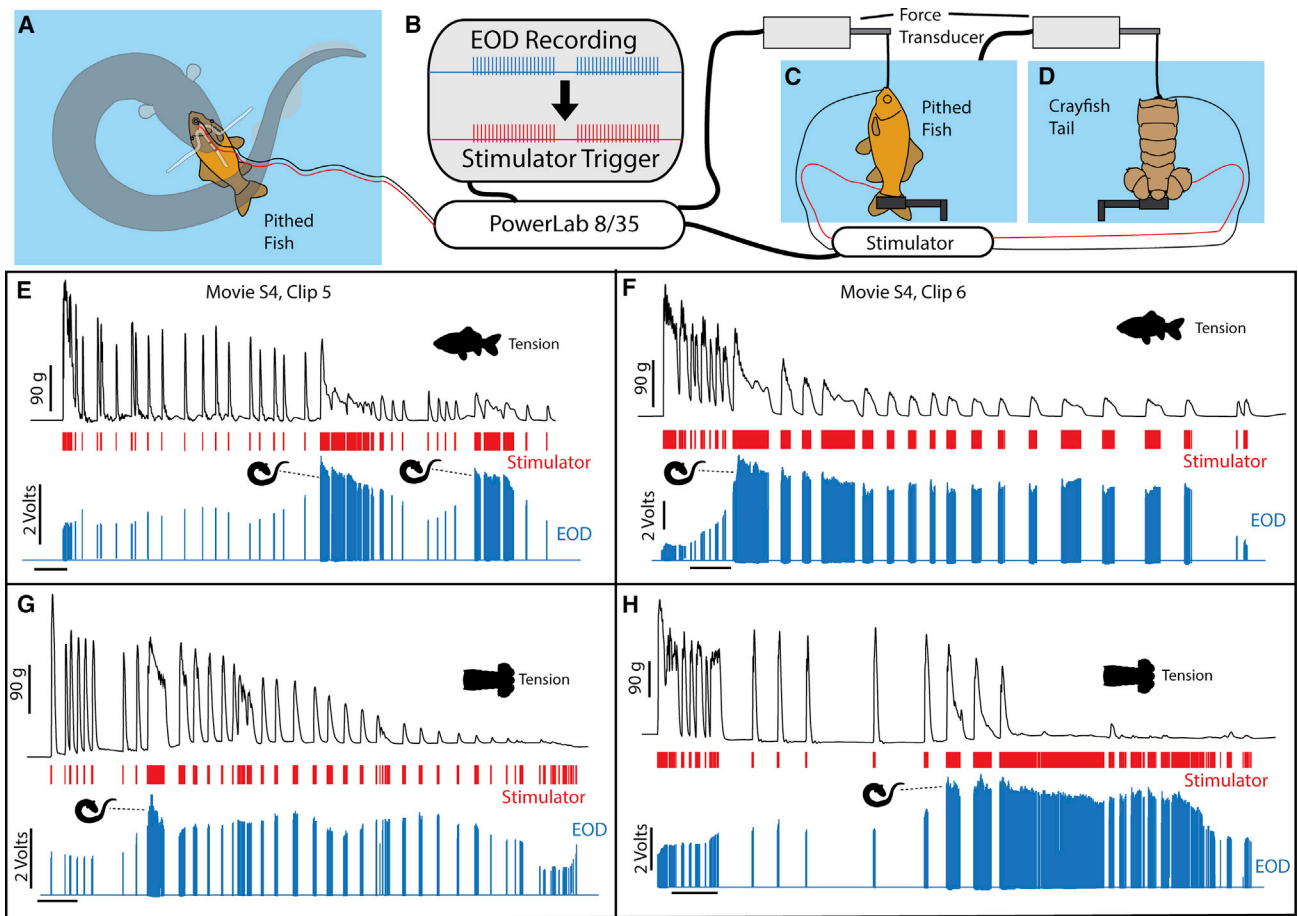 A
Pithed
Fish
B
EOD Recording
Stimulator Trigger
PowerLab 8/35
Force
Transducer
C
Pithed
Fish
D
Crayfish
Tail
Stimulator
E
Movie S4, Clip 5
Tension
90 g
Stimulator
2 Volts
EOD
F
Movie S4, Clip 6
Tension
90 g
Stimulator
2 Volts
EOD
G
Tension
90 g
Stimulator
2 Volts
EOD
H
Tension
90 g
Stimulator
2 Volts
EOD